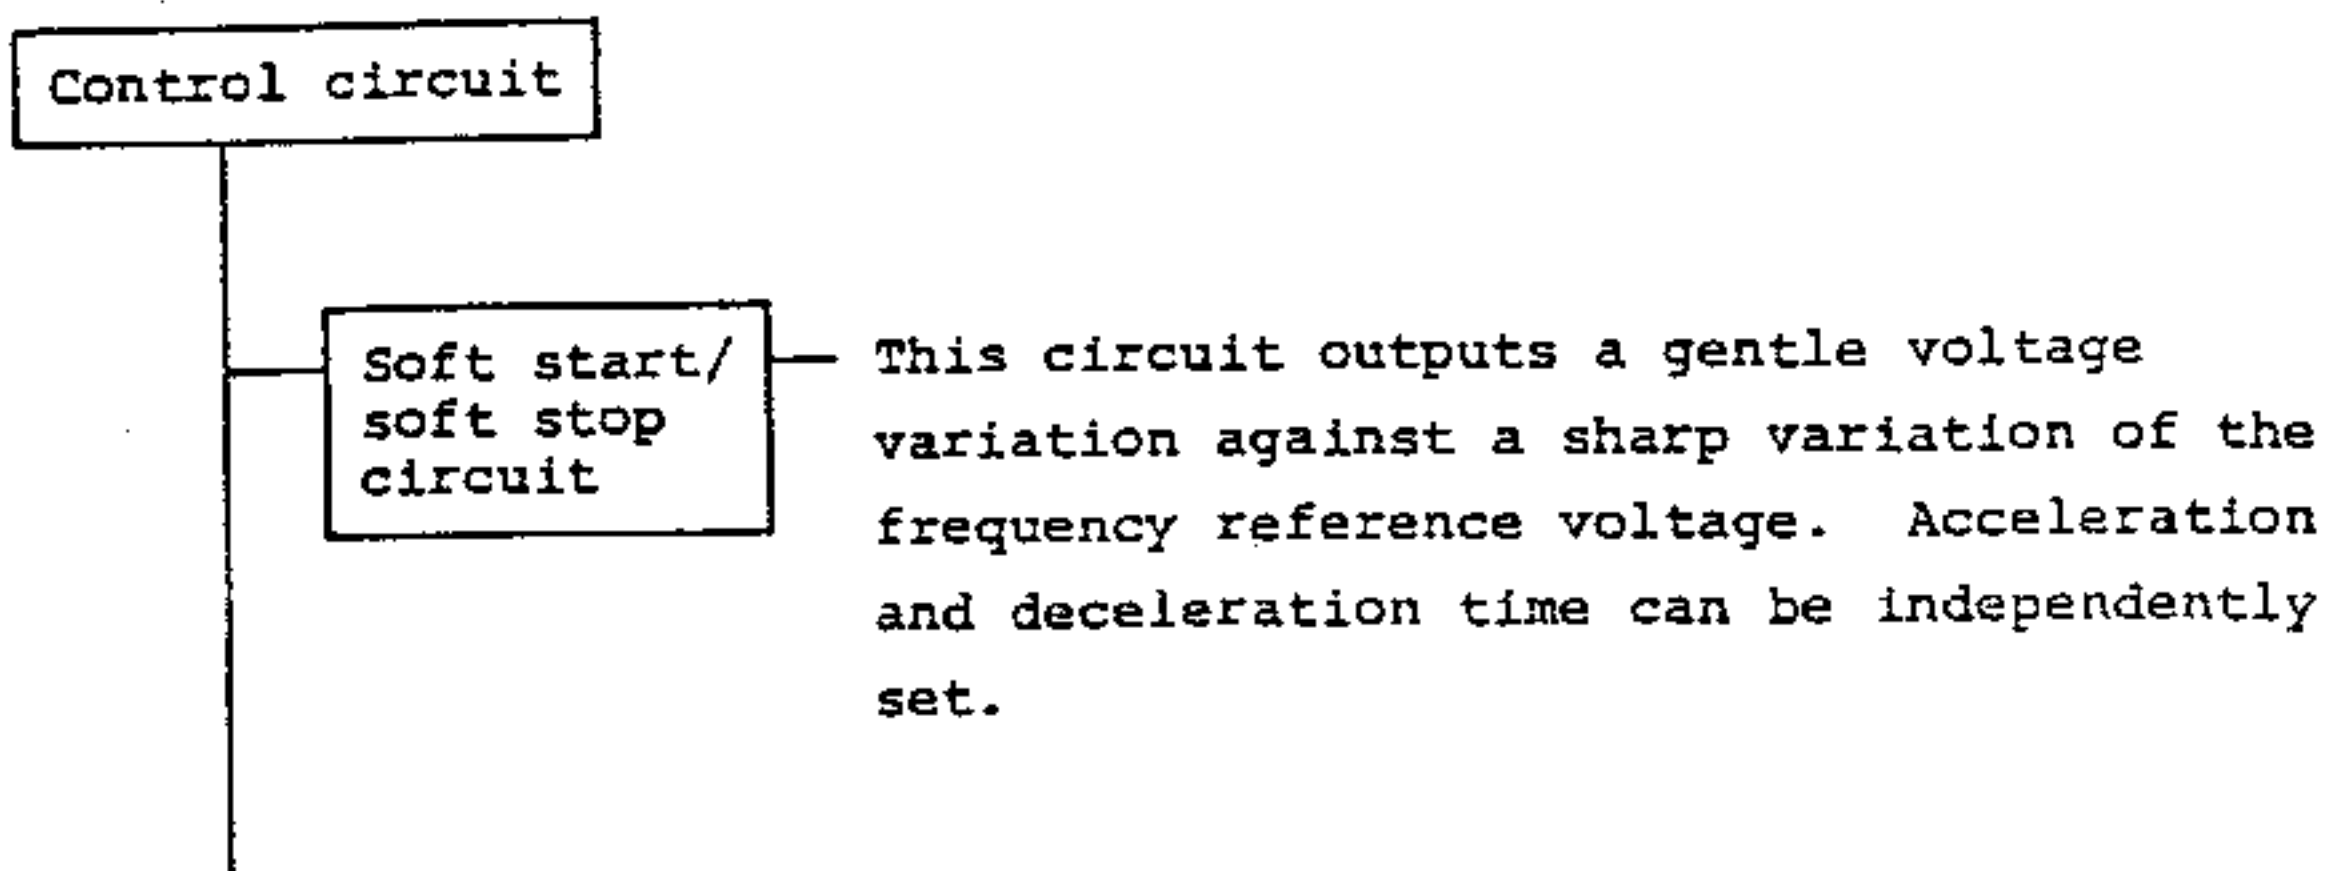 Control circuit
Soft start/
soft stop
circuit
This circuit outputs a gentle voltage
variation against a sharp variation of the
frequency reference voltage. Acceleration
and deceleration time can be independently
set.